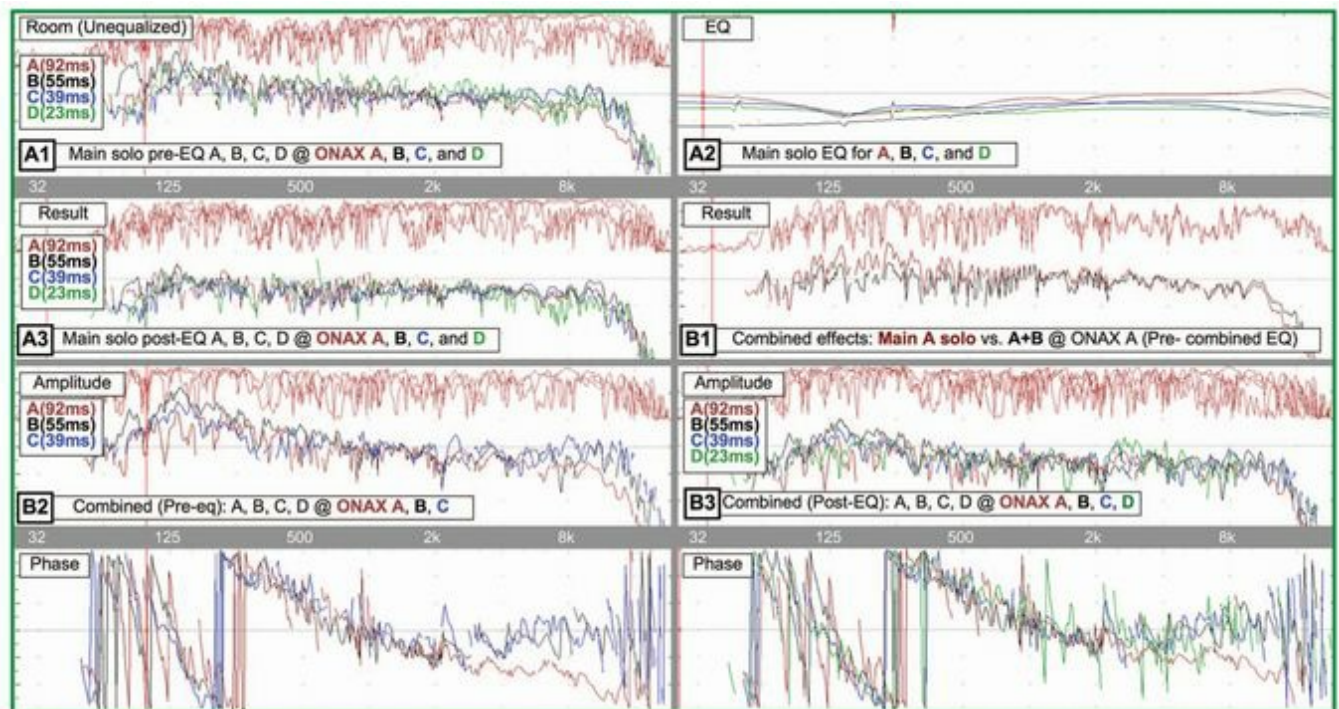 Room (Unequalized)
A(92ms)
B(55ms)
C(39ms)
D(23ms)
A1 Main solo pre-EQ A, B, C, D @ ONAX A, B, C, and D
EQ
A2 Main solo EQ for A, B, C, and D
32 125 500 2k 8k
32 125 500 2k 8k
Result
A(92ms)
B(55ms)
C(39ms)
D(23ms)
A3 Main solo post-EQ A, B, C, D @ ONAX A, B, C, and D
Result
B1 Combined effects: Main A solo vs. A+B @ ONAX A (Pre- combined EQ)
Amplitude
A(92ms)
B(55ms)
C(39ms)
B2 Combined (Pre-eq): A, B, C, D @ ONAX A, B, C
Amplitude
A(92ms)
B(55ms)
C(39ms)
D(23ms)
B3 Combined (Post-EQ): A, B, C, D @ ONAX A, B, C, D
32 125 500 2k 8k
32 125 500 2k 8k
Phase
Phase